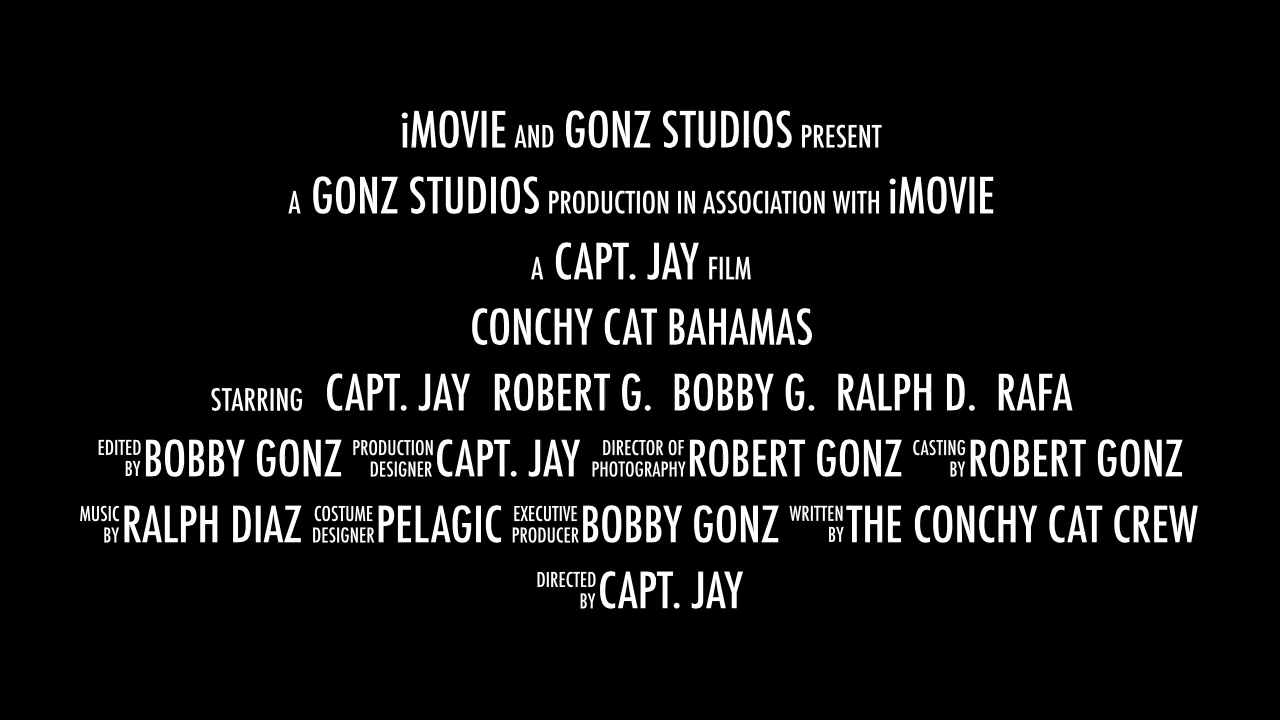 iMOVIE AND GONZ STUDIOS PRESENT
A GONZ STUDIOS PRODUCTION IN ASSOCIATION WITH iMOVIE
A CAPT. JAY FILM
CONCHY CAT BAHAMAS
STARRING CAPT. JAY ROBERT G. BOBBY G. RALPH D. RAFA
EDITED BY BOBBY GONZ PRODUCTION DESIGNER CAPT. JAY DIRECTOR OF PHOTOGRAPHY ROBERT GONZ CASTING BY ROBERT GONZ
MUSIC BY RALPH DIAZ COSTUME DESIGNER PELAGIC EXECUTIVE PRODUCER BOBBY GONZ WRITTEN BY THE CONCHY CAT CREW
DIRECTED BY CAPT. JAY